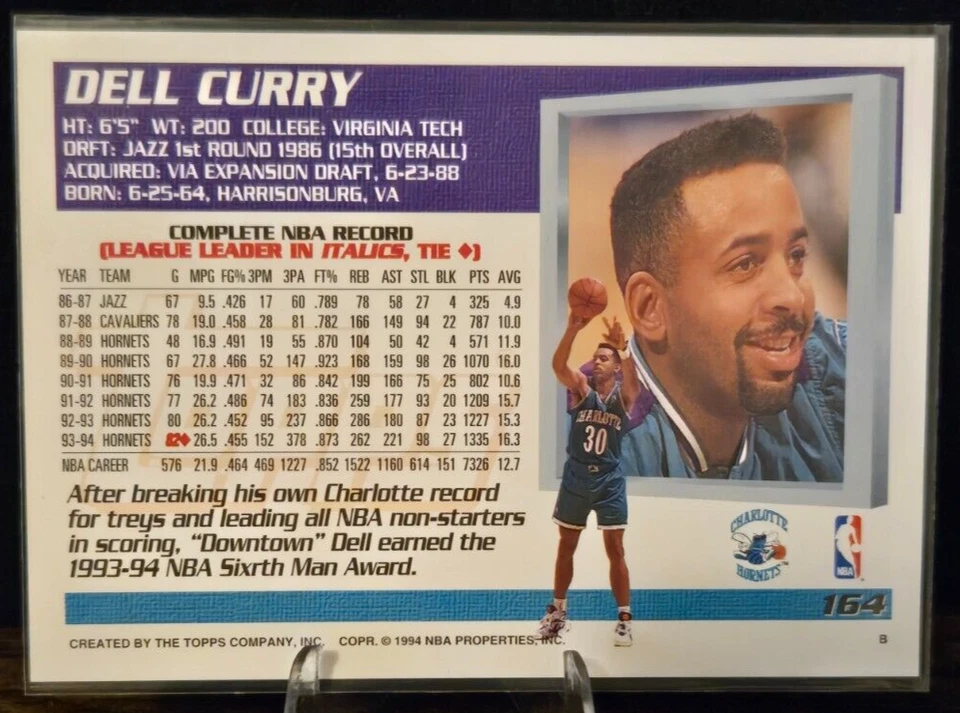 DELL CURRY
HT: 6'5" WT: 200 COLLEGE: VIRGINIA TECH
DRFT: JAZZ 1st ROUND 1986 (15th OVERALL)
ACQUIRED: VIA EXPANSION DRAFT, 6-23-88
BORN: 6-25-64, HARRISONBURG, VA
COMPLETE NBA RECORD
(LEAGUE LEADER IN ITALICS, TIE ♦)
YEAR TEAM G MPG FG% 3PM 3PA FT% REB AST STL BLK PTS AVG
86-87 JAZZ 67 9.5 .426 17 60 .789 78 58 27 4 325 4.9
87-88 CAVALIERS 78 19.0 .458 28 81 .782 166 149 94 22 787 10.0
88-89 HORNETS 48 16.9 .491 19 55 .870 104 50 42 4 571 11.9
89-90 HORNETS 67 27.8 .466 52 147 .923 168 159 98 26 1070 16.0
90-91 HORNETS 76 19.9 .471 32 86 .842 199 166 75 25 802 10.6
91-92 HORNETS 77 26.2 .486 74 183 .836 259 177 93 20 1209 15.7
92-93 HORNETS 80 26.2 .452 95 237 .866 286 180 87 23 1227 15.3
93-94 HORNETS 82♦ 26.5 .455 152 378 .873 262 221 98 27 1335 16.3
NBA CAREER 576 21.9 .464 469 1227 .852 1522 1160 614 151 7326 12.7
After breaking his own Charlotte record
for treys and leading all NBA non-starters
in scoring, "Downtown" Dell earned the
1993-94 NBA Sixrth Man Award.
CHARLOTTE
30
CHARLOTTE
HORNETS™
NBA
164
CREATED BY THE TOPPS COMPANY, INC. COPR. © 1994 NBA PROPERTIES, INC.
B